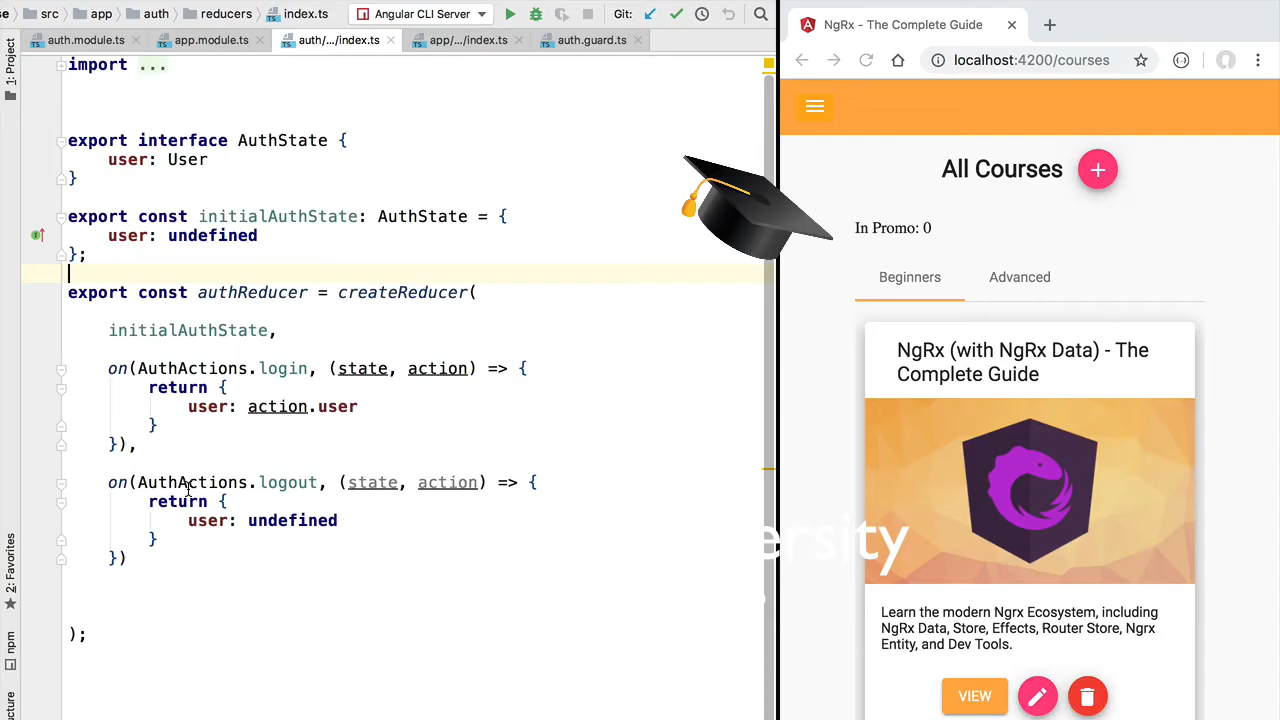 src app auth reducers index.ts Angular CLI Server Git:
auth.module.ts app.module.ts auth/.../index.ts app/.../index.ts auth.guard.ts
1: Project
2: Favorites
npm
import ...
export interface AuthState {
user: User
}
export const initialAuthState: AuthState = {
user: undefined
};
export const authReducer = createReducer(
initialAuthState,
on(AuthActions.login, (state, action) => {
return {
user: action.user
}
}),
on(AuthActions.logout, (state, action) => {
return {
user: undefined
}
})
);
NgRx - The Complete Guide
localhost:4200/courses
All Courses +
In Promo: 0
Beginners Advanced
NgRx (with NgRx Data) - The
Complete Guide
Learn the modern Ngrx Ecosystem, including
NgRx Data, Store, Effects, Router Store, Ngrx
Entity, and Dev Tools.
VIEW